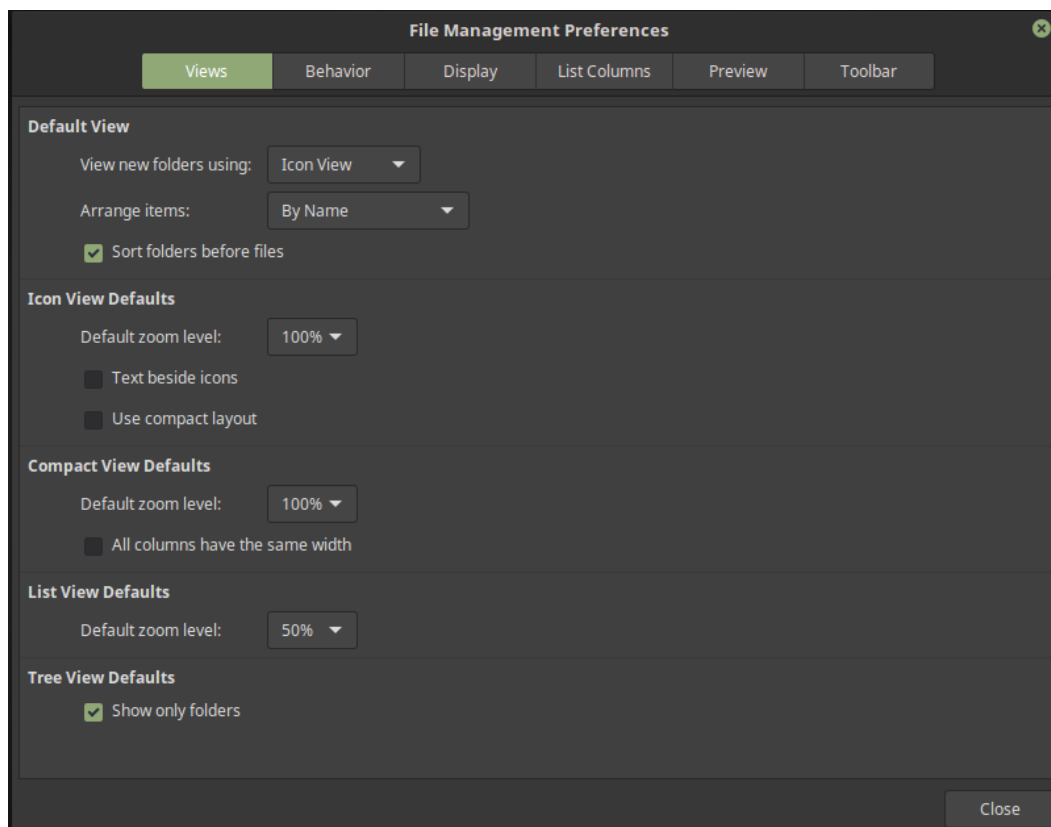 File Management Preferences
Views Behavior Display List Columns Preview Toolbar
Default View
View new folders using: Icon View
Arrange items: By Name
Sort folders before files
Icon View Defaults
Default zoom level: 100%
Text beside icons
Use compact layout
Compact View Defaults
Default zoom level: 100%
All columns have the same width
List View Defaults
Default zoom level: 50%
Tree View Defaults
Show only folders
Close